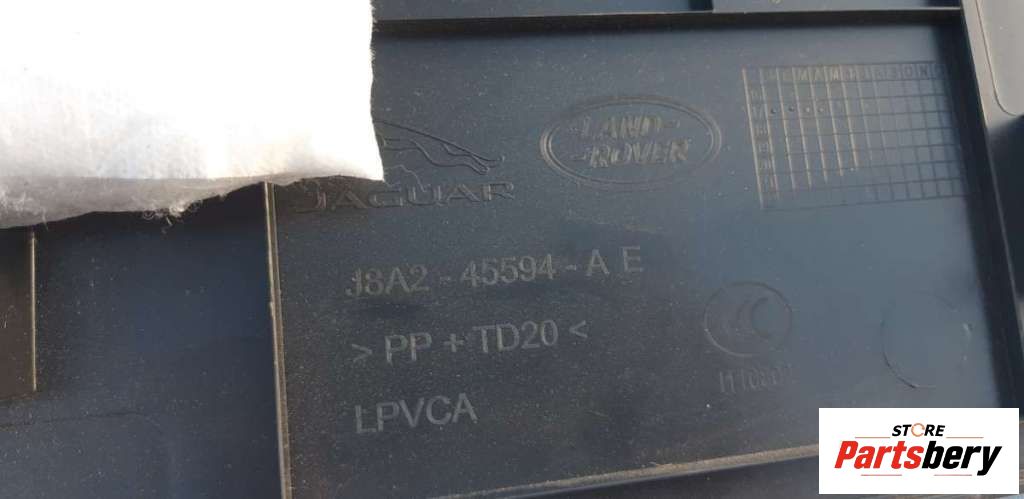 LAND
ROVER
JAGUAR
J8A2-45594-A E
> PP + TD20 <
LPVCA
STORE
Partsbery